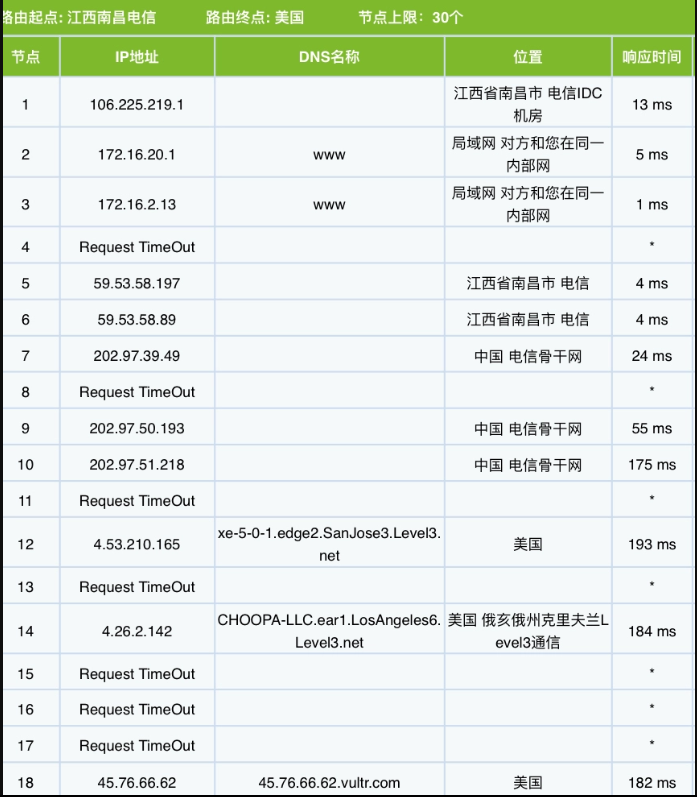 路由起点: 江西南昌电信 路由终点: 美国 节点上限：30个
节点 IP地址 DNS名称 位置 响应时间
1 106.225.219.1 江西省南昌市 电信IDC机房 13 ms
2 172.16.20.1 www 局域网 对方和您在同一内部网 5 ms
3 172.16.2.13 www 局域网 对方和您在同一内部网 1 ms
4 Request TimeOut *
5 59.53.58.197 江西省南昌市 电信 4 ms
6 59.53.58.89 江西省南昌市 电信 4 ms
7 202.97.39.49 中国 电信骨干网 24 ms
8 Request TimeOut *
9 202.97.50.193 中国 电信骨干网 55 ms
10 202.97.51.218 中国 电信骨干网 175 ms
11 Request TimeOut *
12 4.53.210.165 xe-5-0-1.edge2.SanJose3.Level3.net 美国 193 ms
13 Request TimeOut *
14 4.26.2.142 CHOOPA-LLC.ear1.LosAngeles6.Level3.net 美国 俄亥俄州克里夫兰Level3通信 184 ms
15 Request TimeOut *
16 Request TimeOut *
17 Request TimeOut *
18 45.76.66.62 45.76.66.62.vultr.com 美国 182 ms